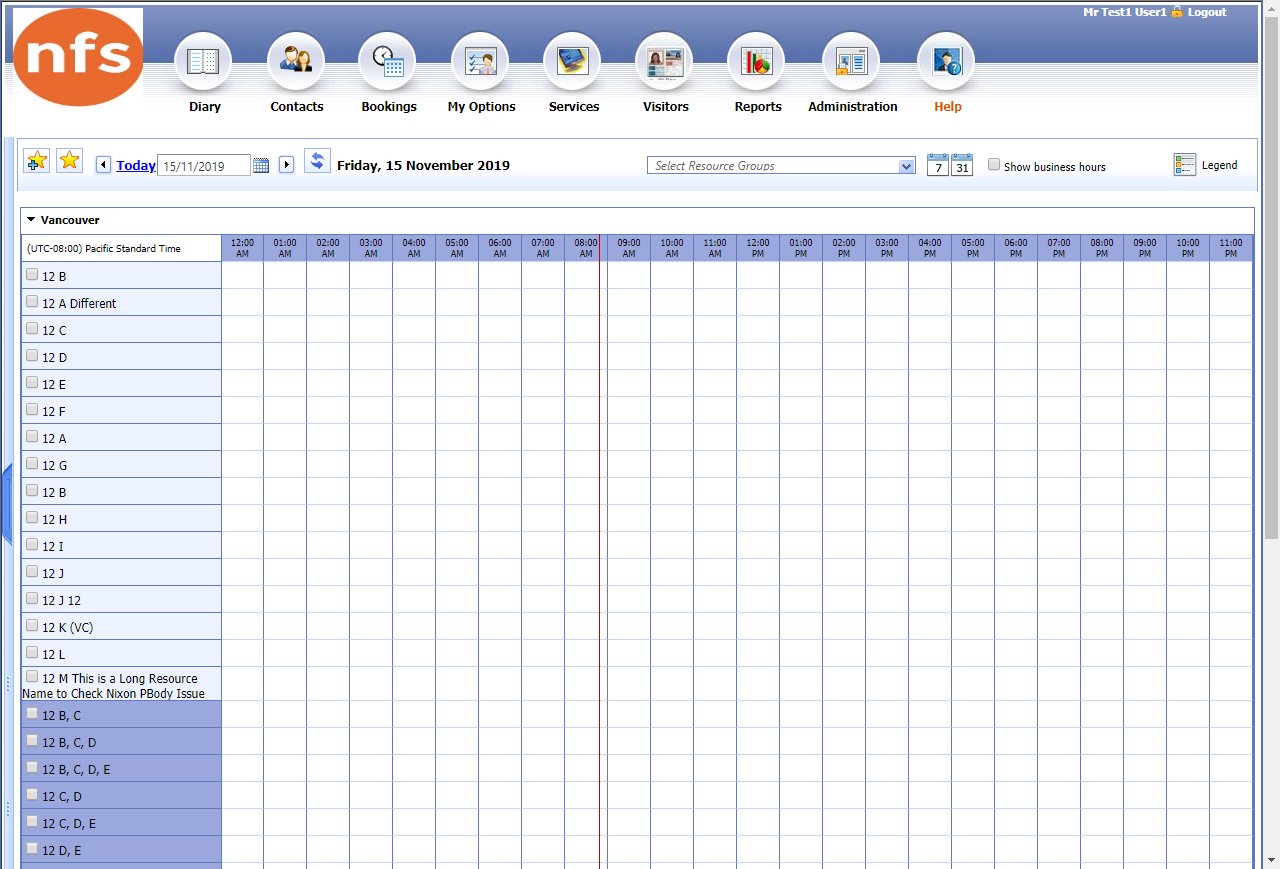 Mr Test1 User1 Logout
nfs
Diary Contacts Bookings My Options Services Visitors Reports Administration Help
Today 15/11/2019 Friday, 15 November 2019 Select Resource Groups 7 31 Show business hours Legend
Vancouver
(UTC-08:00) Pacific Standard Time
12:00 AM 01:00 AM 02:00 AM 03:00 AM 04:00 AM 05:00 AM 06:00 AM 07:00 AM 08:00 AM 09:00 AM 10:00 AM 11:00 AM 12:00 PM 01:00 PM 02:00 PM 03:00 PM 04:00 PM 05:00 PM 06:00 PM 07:00 PM 08:00 PM 09:00 PM 10:00 PM 11:00 PM
12 B
12 A Different
12 C
12 D
12 E
12 F
12 A
12 G
12 B
12 H
12 I
12 J
12 J 12
12 K (VC)
12 L
12 M This is a Long Resource
Name to Check Nixon PBody Issue
12 B, C
12 B, C, D
12 B, C, D, E
12 C, D
12 C, D, E
12 D, E